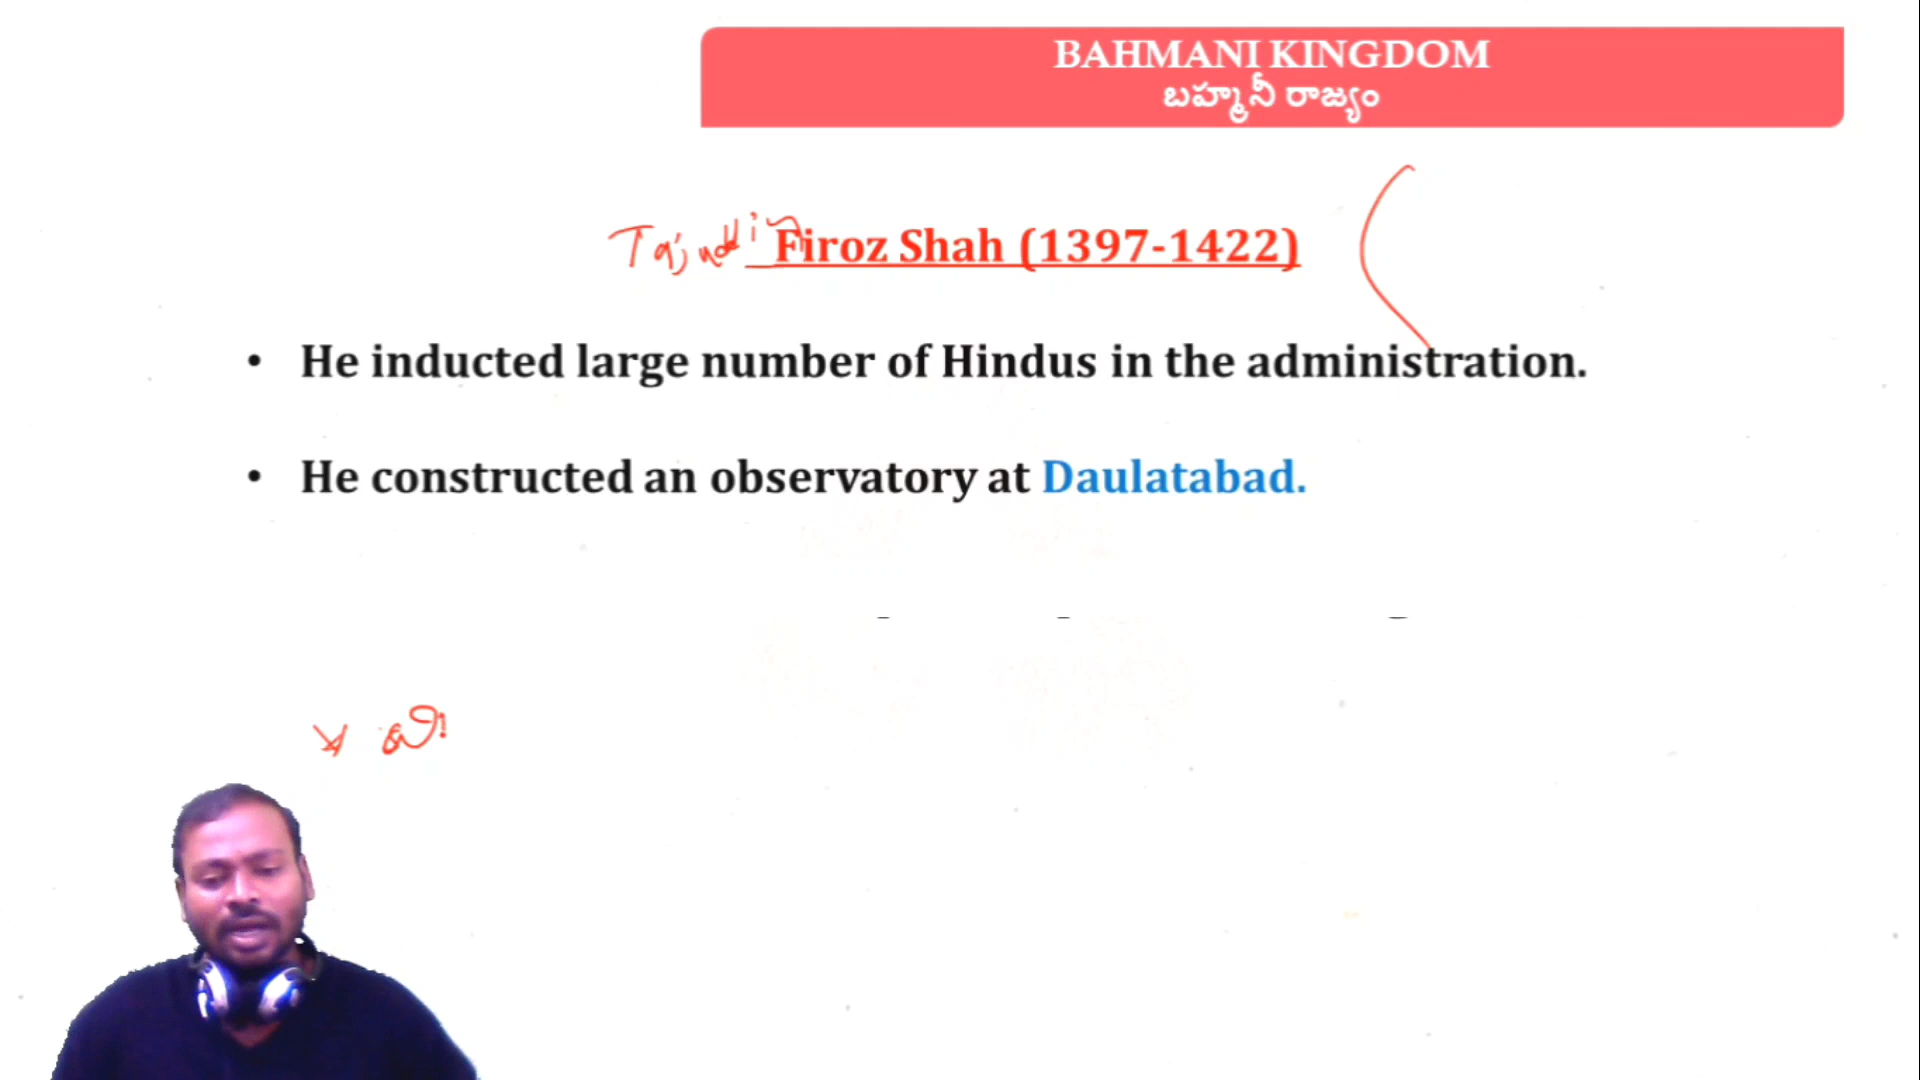 BAHMANI KINGDOM
బహ్మనీ రాజ్యం
Tajuddin Firoz Shah (1397-1422)
• He inducted large number of Hindus in the administration.
• He constructed an observatory at Daulatabad.